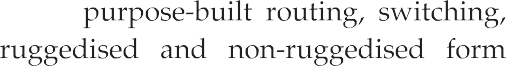 purpose-built routing, switching,
ruggedised and non-ruggedised form